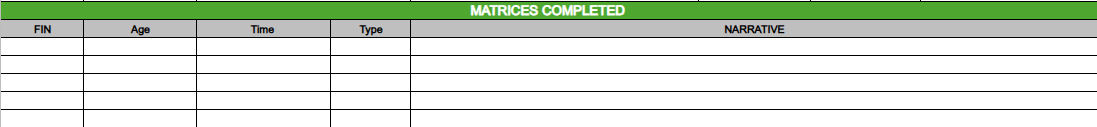 MATRICES COMPLETED
FIN Age Time Type NARRATIVE